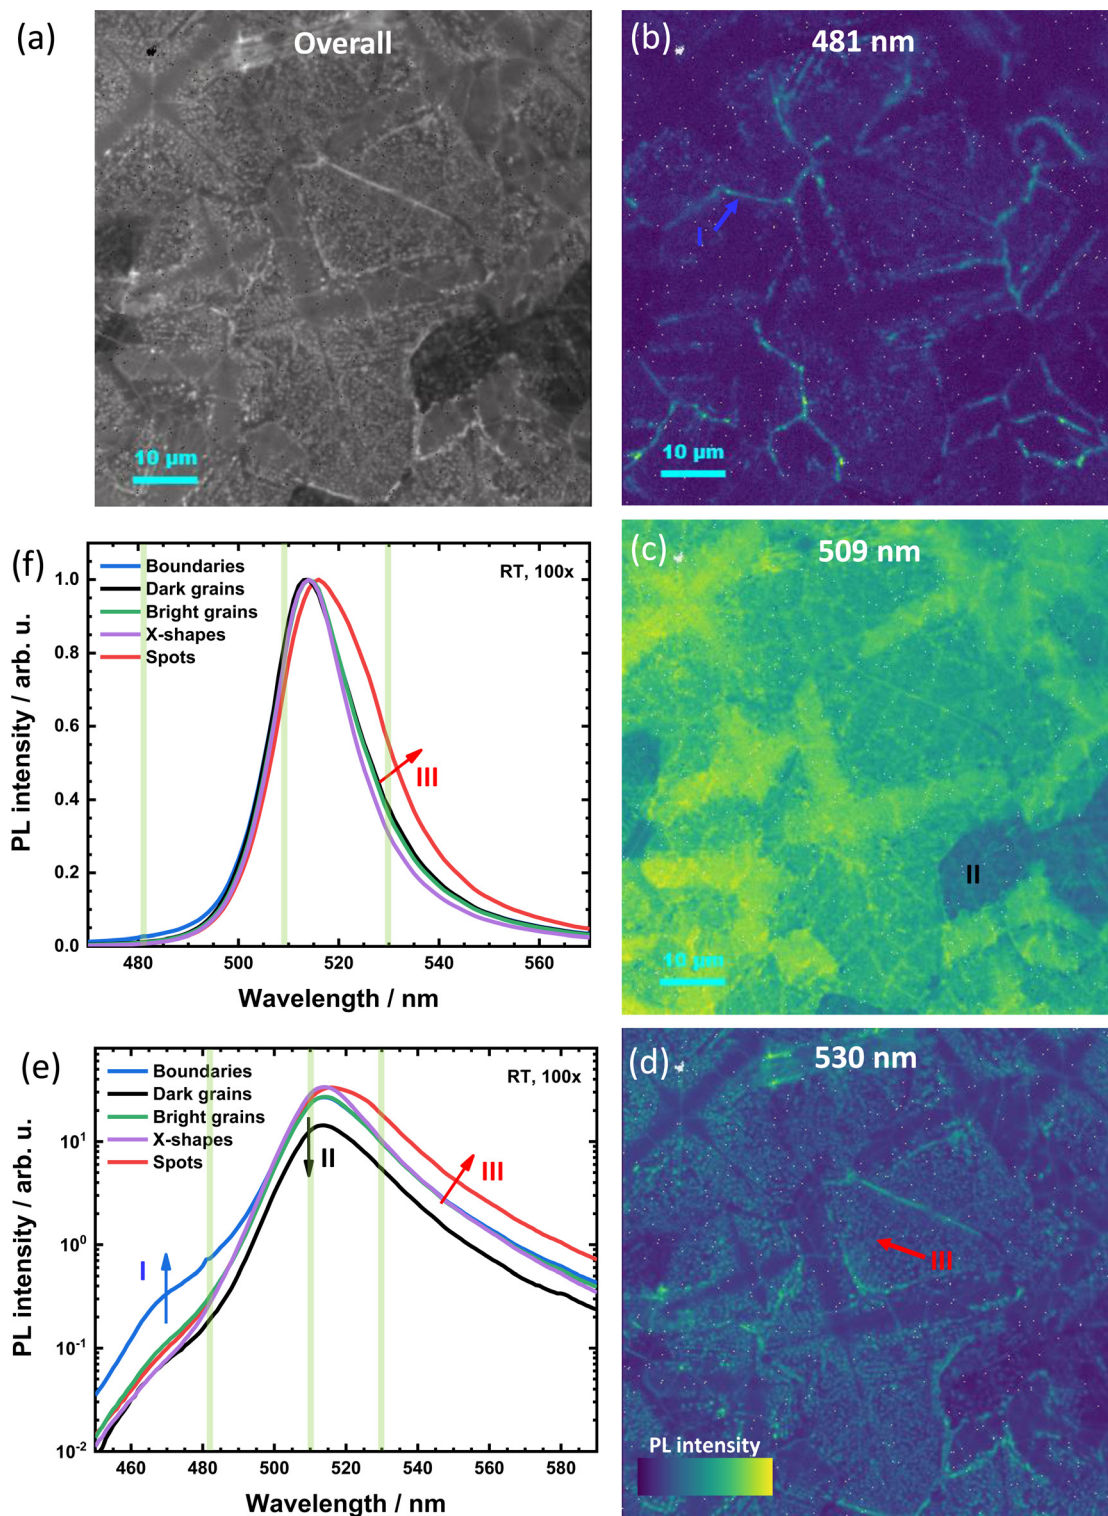 (a)
Overall
10 µm
(b)
481 nm
I
10 µm
(f)
Boundaries
Dark grains
Bright grains
X-shapes
Spots
RT, 100x
III
PL intensity / arb. u.
1.0
0.8
0.6
0.4
0.2
0.0
480
500
520
540
560
Wavelength / nm
(c)
509 nm
II
10 µm
(e)
Boundaries
Dark grains
Bright grains
X-shapes
Spots
RT, 100x
I
II
III
PL intensity / arb. u.
10¹
10⁰
10⁻¹
10⁻²
460
480
500
520
540
560
580
Wavelength / nm
(d)
530 nm
III
PL intensity